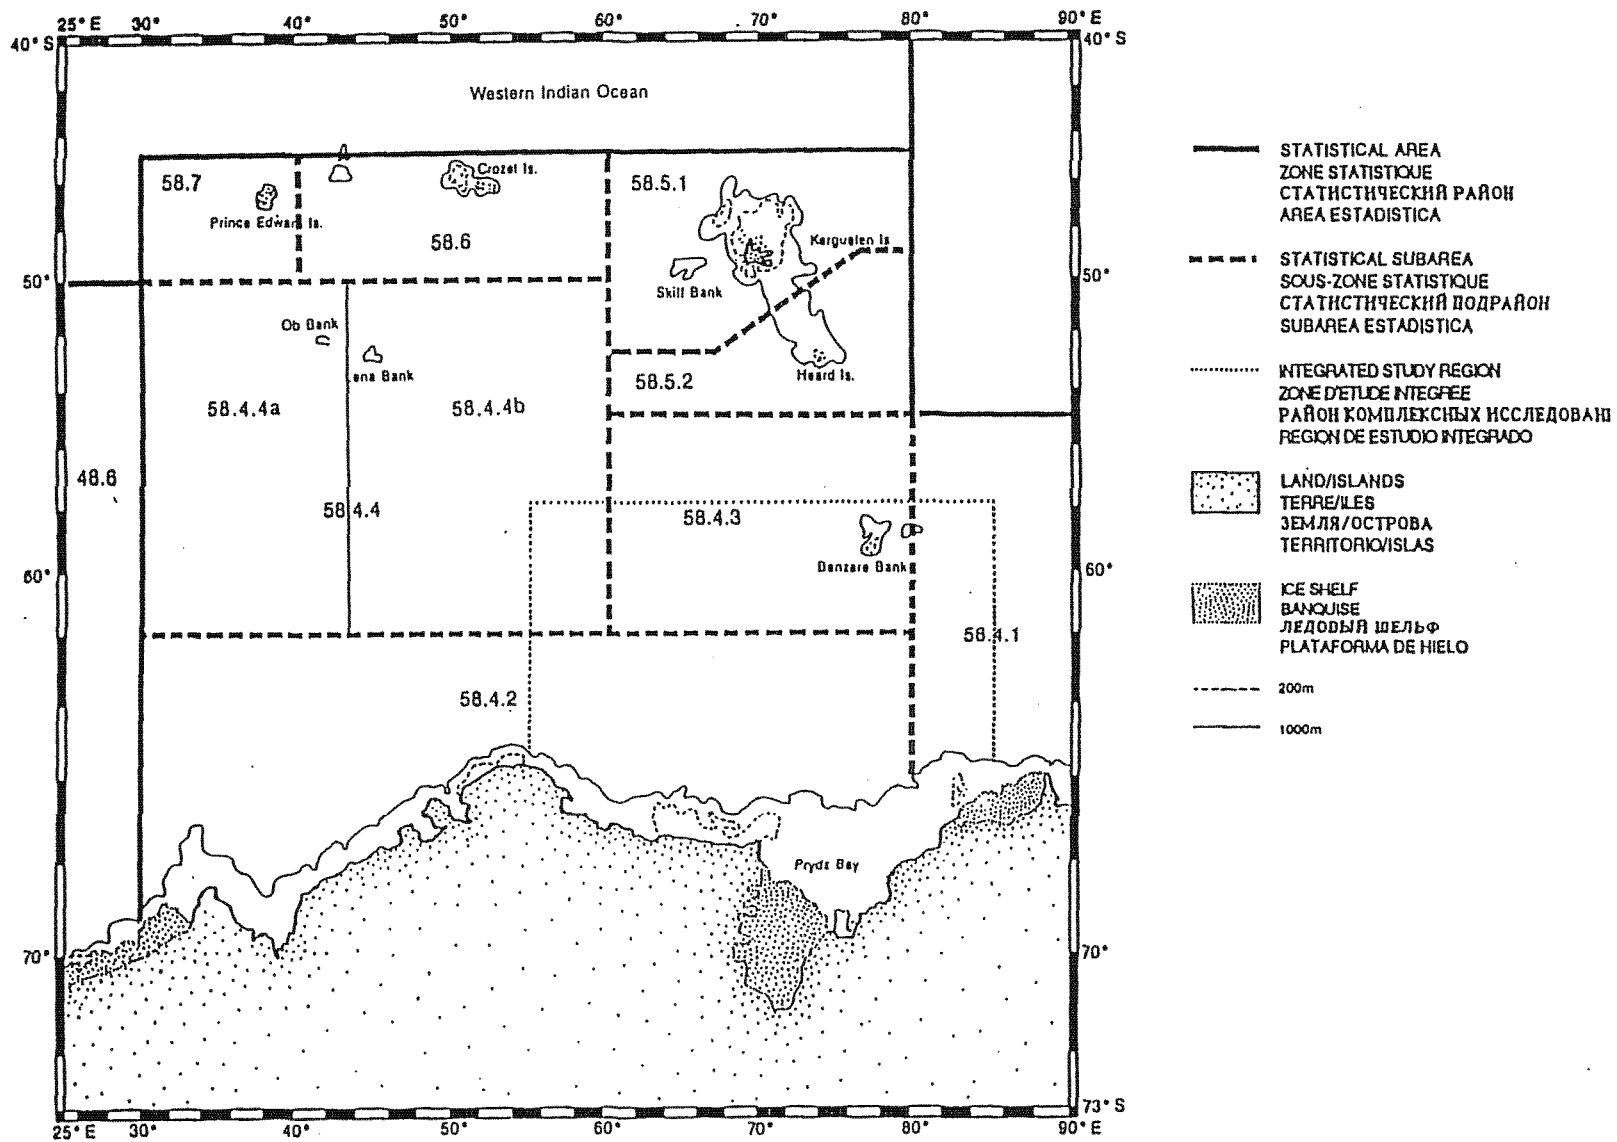 25° E 30° 40° 50° 60° 70° 80° 90° E
40° S 40° S
Western Indian Ocean
58.7
Crozet Is.
58.5.1
Prince Edward Is.
58.6
Kerguelen Is
50° 50°
Skill Bank
Ob Bank
ena Bank
58.5.2
Heard Is.
58.4.4a
58.4.4b
48.6
58.4.4
58.4.3
Banzare Bank
60° 60°
58.4.1
58.4.2
Prydz Bay
70° 70°
73° S
25° E 30° 40° 50° 60° 70° 80° 90° E
STATISTICAL AREA
ZONE STATISTIQUE
СТАТИСТИЧЕСКИЙ РАЙОН
AREA ESTADISTICA
STATISTICAL SUBAREA
SOUS-ZONE STATISTIQUE
СТАТИСТИЧЕСКИЙ ПОДРАЙОН
SUBAREA ESTADISTICA
INTEGRATED STUDY REGION
ZONE D'ETUDE INTEGREE
РАЙОН КОМПЛЕКСНЫХ ИССЛЕДОВАНІ
REGION DE ESTUDIO INTEGRADO
LAND/ISLANDS
TERRE/ILES
ЗЕМЛЯ/ОСТРОВА
TERRITORIO/ISLAS
ICE SHELF
BANQUISE
ЛЕДОВЫЙ ШЕЛЬФ
PLATAFORMA DE HIELO
200m
1000m